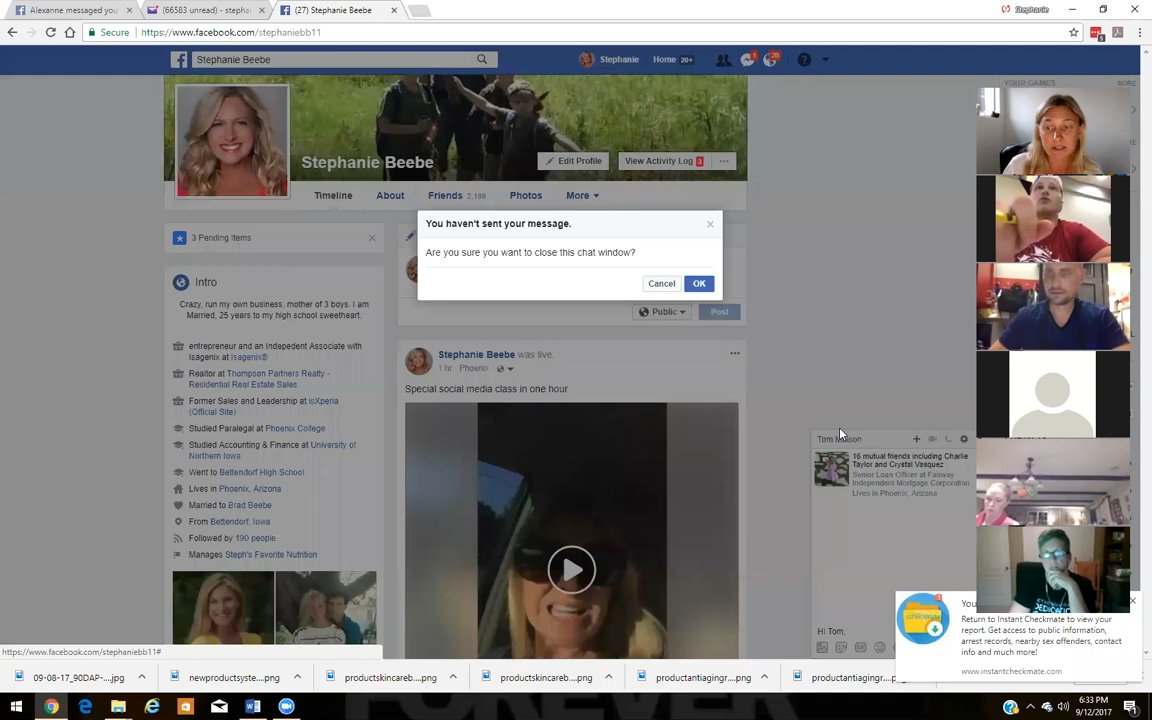 Alexanne messaged you
(66583 unread) - stephan
(27) Stephanie Beebe
Stephanie
Secure
https://www.facebook.com/stephaniebb11
Stephanie Beebe
Stephanie
Home 20+
YOUR GAMES
MORE
Stephanie Beebe
Edit Profile
View Activity Log 3
Timeline
About
Friends 2,180
Photos
More
3 Pending Items
You haven't sent your message.
Are you sure you want to close this chat window?
Cancel
OK
Public
Post
Intro
Crazy, run my own business, mother of 3 boys. I am
Married, 25 years to my high school sweetheart.
entrepreneur and an Indepedent Associate with
Isagenix at Isagenix®
Realtor at Thompson Partners Realty -
Residential Real Estate Sales
Former Sales and Leadership at isXperia
(Official Site)
Studied Paralegal at Phoenix College
Studied Accounting & Finance at University of
Northern Iowa
Went to Bettendorf High School
Lives in Phoenix, Arizona
Married to Brad Beebe
From Bettendorf, Iowa
Followed by 190 people
Manages Steph's Favorite Nutrition
Stephanie Beebe was live.
1 hr · Phoenix ·
Special social media class in one hour
16 mutual friends including Charlie
Taylor and Crystal Vasquez
Senior Loan Officer at Fairway
Independent Mortgage Corporation
Lives in Phoenix, Arizona
Hi Tom,
You
Return to Instant Checkmate to view your
report. Get access to public information,
arrest records, nearby sex offenders, contact
info and much more!
www.instantcheckmate.com
https://www.facebook.com/stephaniebb11#
09-08-17_90DAP-....jpg
newproductsyste....png
productskincareb....png
productskincareb....png
productantiagingr....png
productantiagingr....p
FOREVER
6:33 PM
9/12/2017